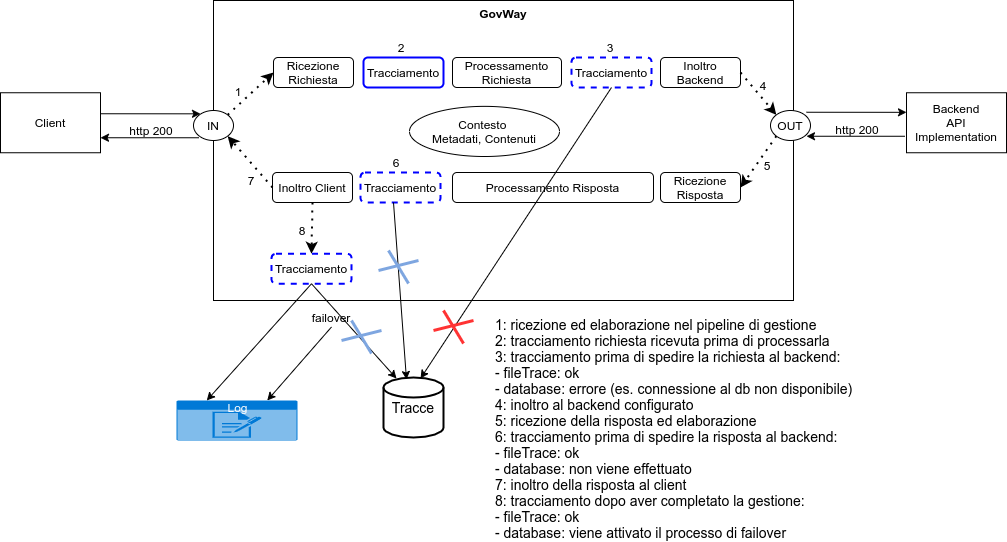 GovWay
2
3
Ricezione
Richiesta
Tracciamento
Processamento
Richiesta
Tracciamento
Inoltro
Backend
1
4
Client
http 200
IN
Contesto
Metadati, Contenuti
OUT
http 200
Backend
API
Implementation
6
7
5
Inoltro Client
Tracciamento
Processamento Risposta
Ricezione
Risposta
8
Tracciamento
failover
Log
Tracce
1: ricezione ed elaborazione nel pipeline di gestione
2: tracciamento richiesta ricevuta prima di processarla
3: tracciamento prima di spedire la richiesta al backend:
- fileTrace: ok
- database: errore (es. connessione al db non disponibile)
4: inoltro al backend configurato
5: ricezione della risposta ed elaborazione
6: tracciamento prima di spedire la risposta al backend:
- fileTrace: ok
- database: non viene effettuato
7: inoltro della risposta al client
8: tracciamento dopo aver completato la gestione:
- fileTrace: ok
- database: viene attivato il processo di failover